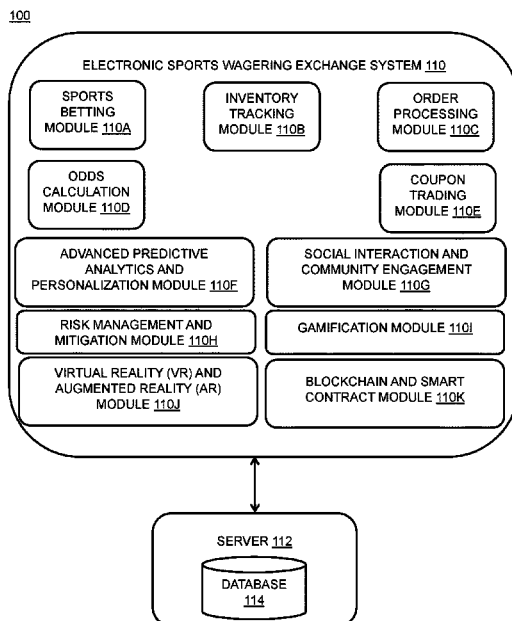 100
ELECTRONIC SPORTS WAGERING EXCHANGE SYSTEM 110
SPORTS
BETTING
MODULE 110A
INVENTORY
TRACKING
MODULE 110B
ORDER
PROCESSING
MODULE 110C
ODDS
CALCULATION
MODULE 110D
COUPON
TRADING
MODULE 110E
ADVANCED PREDICTIVE
ANALYTICS AND
PERSONALIZATION MODULE 110F
SOCIAL INTERACTION AND
COMMUNITY ENGAGEMENT
MODULE 110G
RISK MANAGEMENT AND
MITIGATION MODULE 110H
GAMIFICATION MODULE 110I
VIRTUAL REALITY (VR) AND
AUGMENTED REALITY (AR)
MODULE 110J
BLOCKCHAIN AND SMART
CONTRACT MODULE 110K
SERVER 112
DATABASE
114